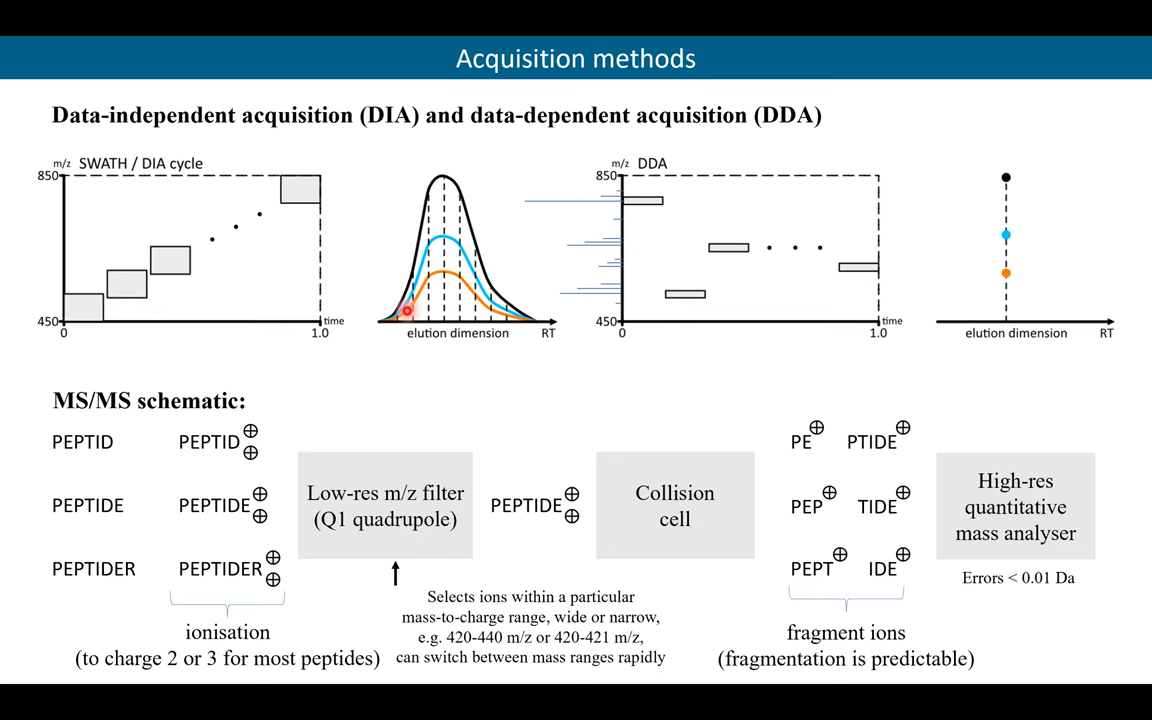 Acquisition methods
Data-independent acquisition (DIA) and data-dependent acquisition (DDA)
m/z SWATH / DIA cycle
850
450
0
1.0
time
elution dimension
RT
m/z DDA
850
450
0
1.0
time
elution dimension
RT
MS/MS schematic:
PEPTID
PEPTID⊕⊕
PEPTIDE
PEPTIDE⊕⊕
PEPTIDER
PEPTIDER⊕⊕
ionisation
(to charge 2 or 3 for most peptides)
Low-res m/z filter
(Q1 quadrupole)
Selects ions within a particular
mass-to-charge range, wide or narrow,
e.g. 420-440 m/z or 420-421 m/z,
can switch between mass ranges rapidly
PEPTIDE⊕⊕
Collision
cell
PE⊕ PTIDE⊕
PEP⊕ TIDE⊕
PEPT⊕ IDE⊕
fragment ions
(fragmentation is predictable)
High-res
quantitative
mass analyser
Errors < 0.01 Da